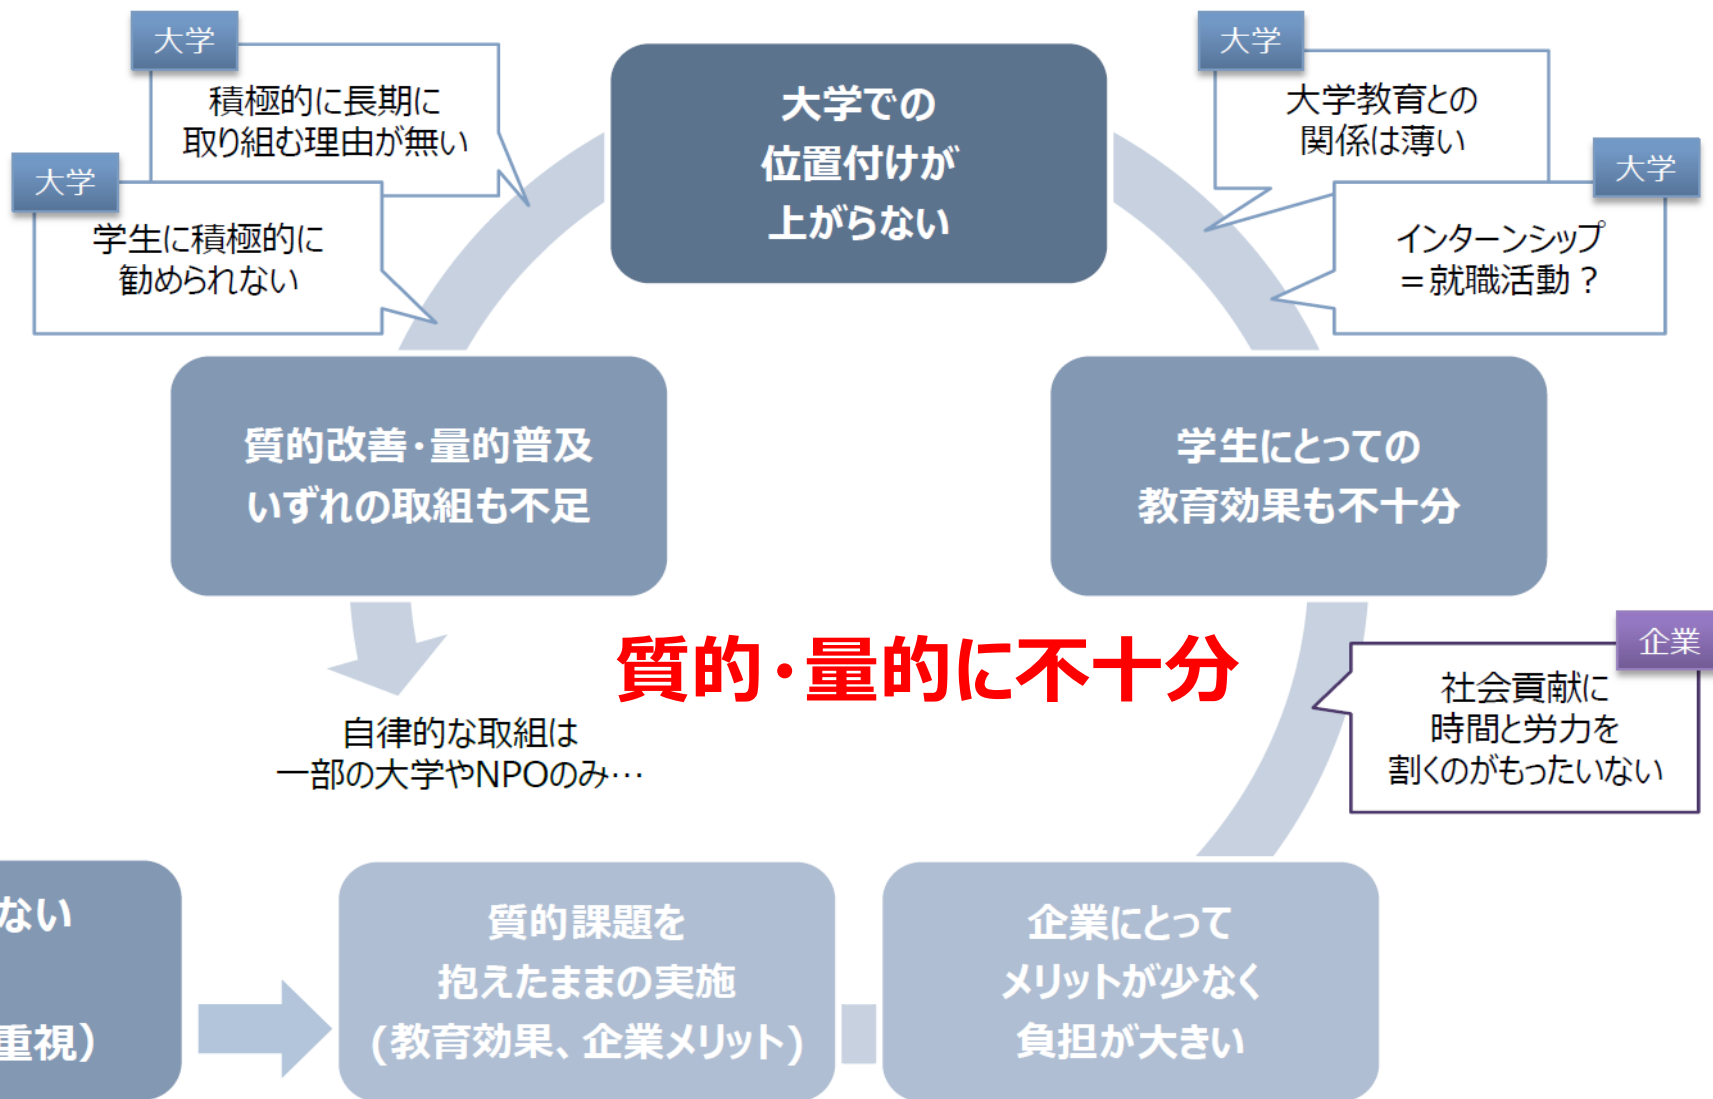 大学
積極的に長期に
取り組む理由が無い
大学
学生に積極的に
勧められない
大学での
位置付けが
上がらない
大学
大学教育との
関係は薄い
大学
インターンシップ
＝就職活動？
質的改善・量的普及
いずれの取組も不足
学生にとっての
教育効果も不十分
質的・量的に不十分
企業
社会貢献に
時間と労力を
割くのがもったいない
自律的な取組は
一部の大学やNPOのみ…
ない
重視）
質的課題を
抱えたままの実施
(教育効果、企業メリット)
企業にとって
メリットが少なく
負担が大きい